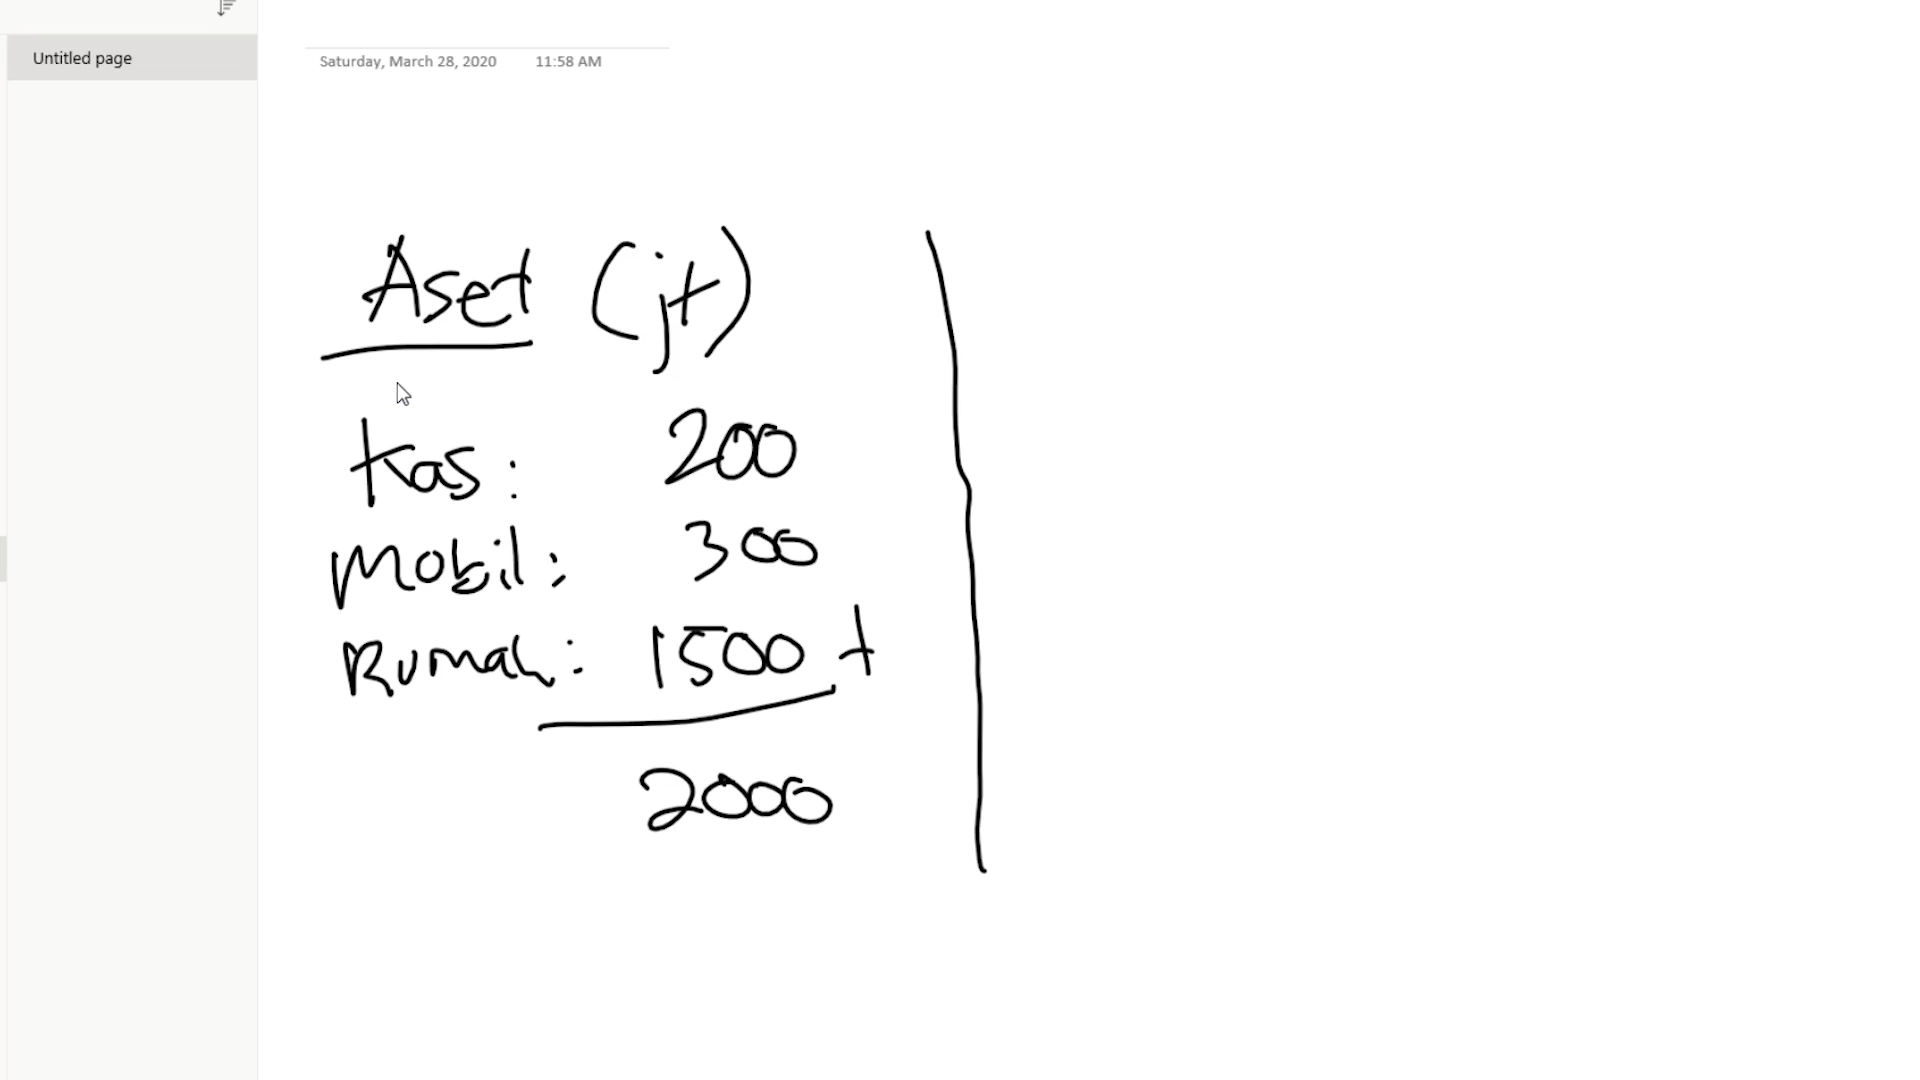 Untitled page
Saturday, March 28, 2020 11:58 AM
Aset (jt)
Kas: 200
Mobil: 300
Rumah: 1500 +
2000